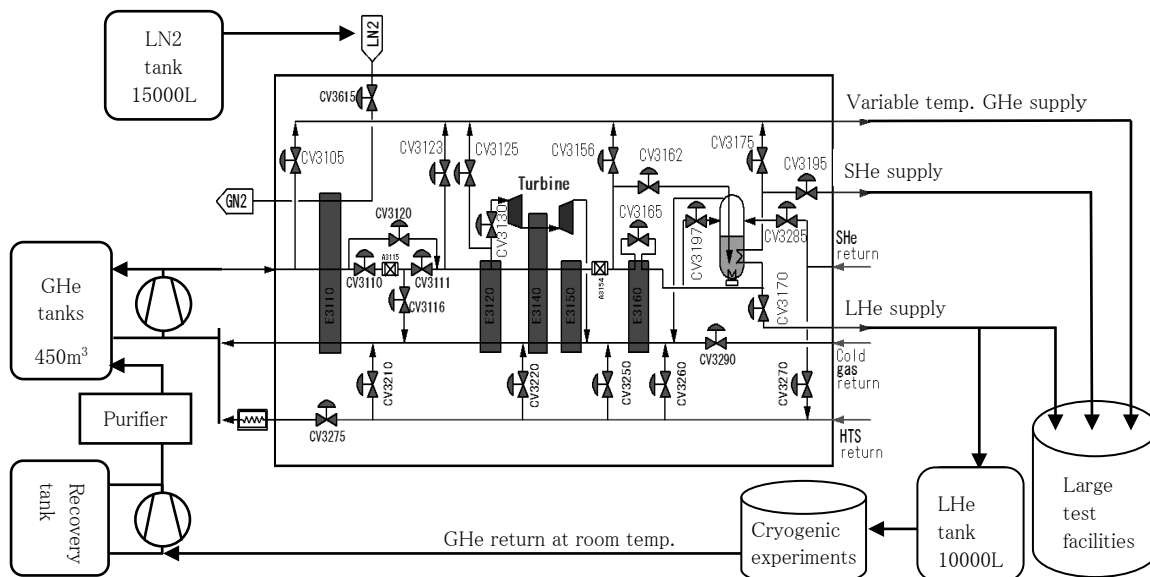 LN2
tank
15000L
LN2
CV3615
Variable temp. GHe supply
CV3105
CV3123
CV3125
CV3156
CV3162
CV3175
CV3195
SHe supply
GN2
Turbine
CV3120
CV3130
CV3165
CV3197
CV3285
SHe
return
GHe
tanks
450m³
A3115
CV3110
CV3111
CV3116
E3110
E3120
E3140
E3150
A3154
E3160
CV3170
LHe supply
CV3290
Cold
gas
return
CV3210
CV3220
CV3250
CV3260
CV3270
CV3275
HTS
return
Purifier
Recovery
tank
GHe return at room temp.
Cryogenic
experiments
LHe
tank
10000L
Large
test
facilities